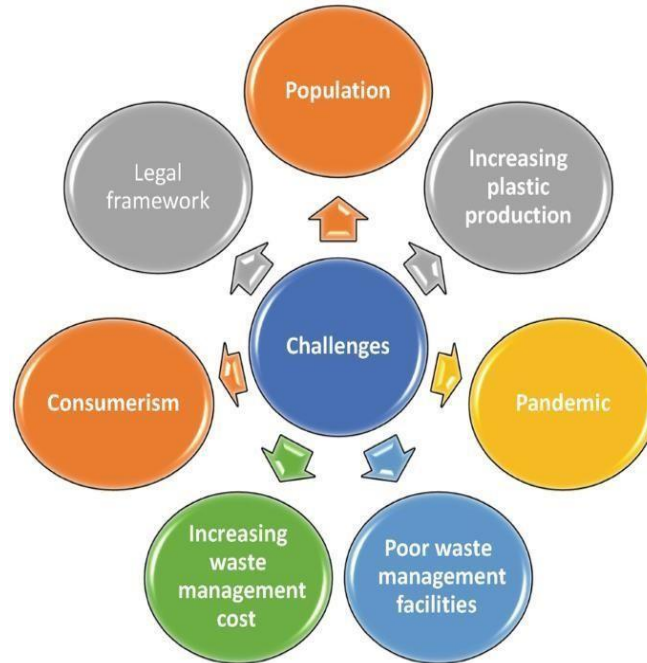 Population
Increasing
plastic
production
Pandemic
Poor waste
management
facilities
Increasing
waste
management
cost
Consumerism
Legal
framework
Challenges